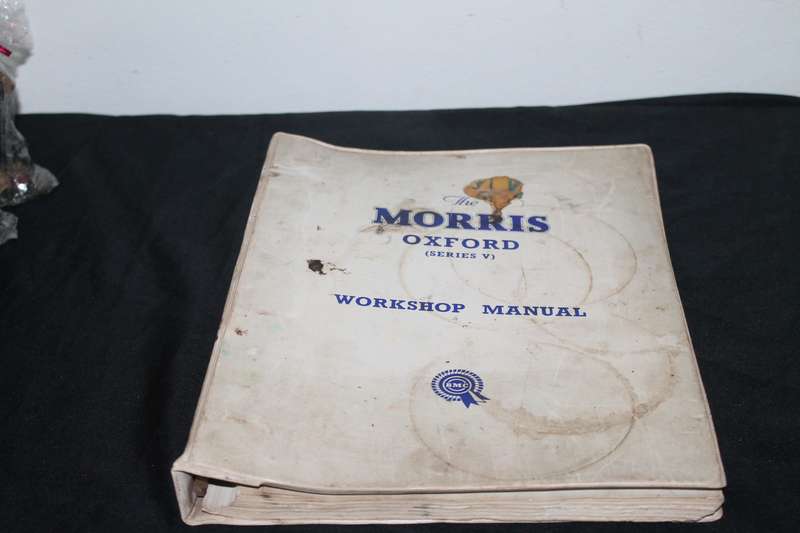 The
MORRIS
OXFORD
(SERIES V)
WORKSHOP MANUAL
BMC